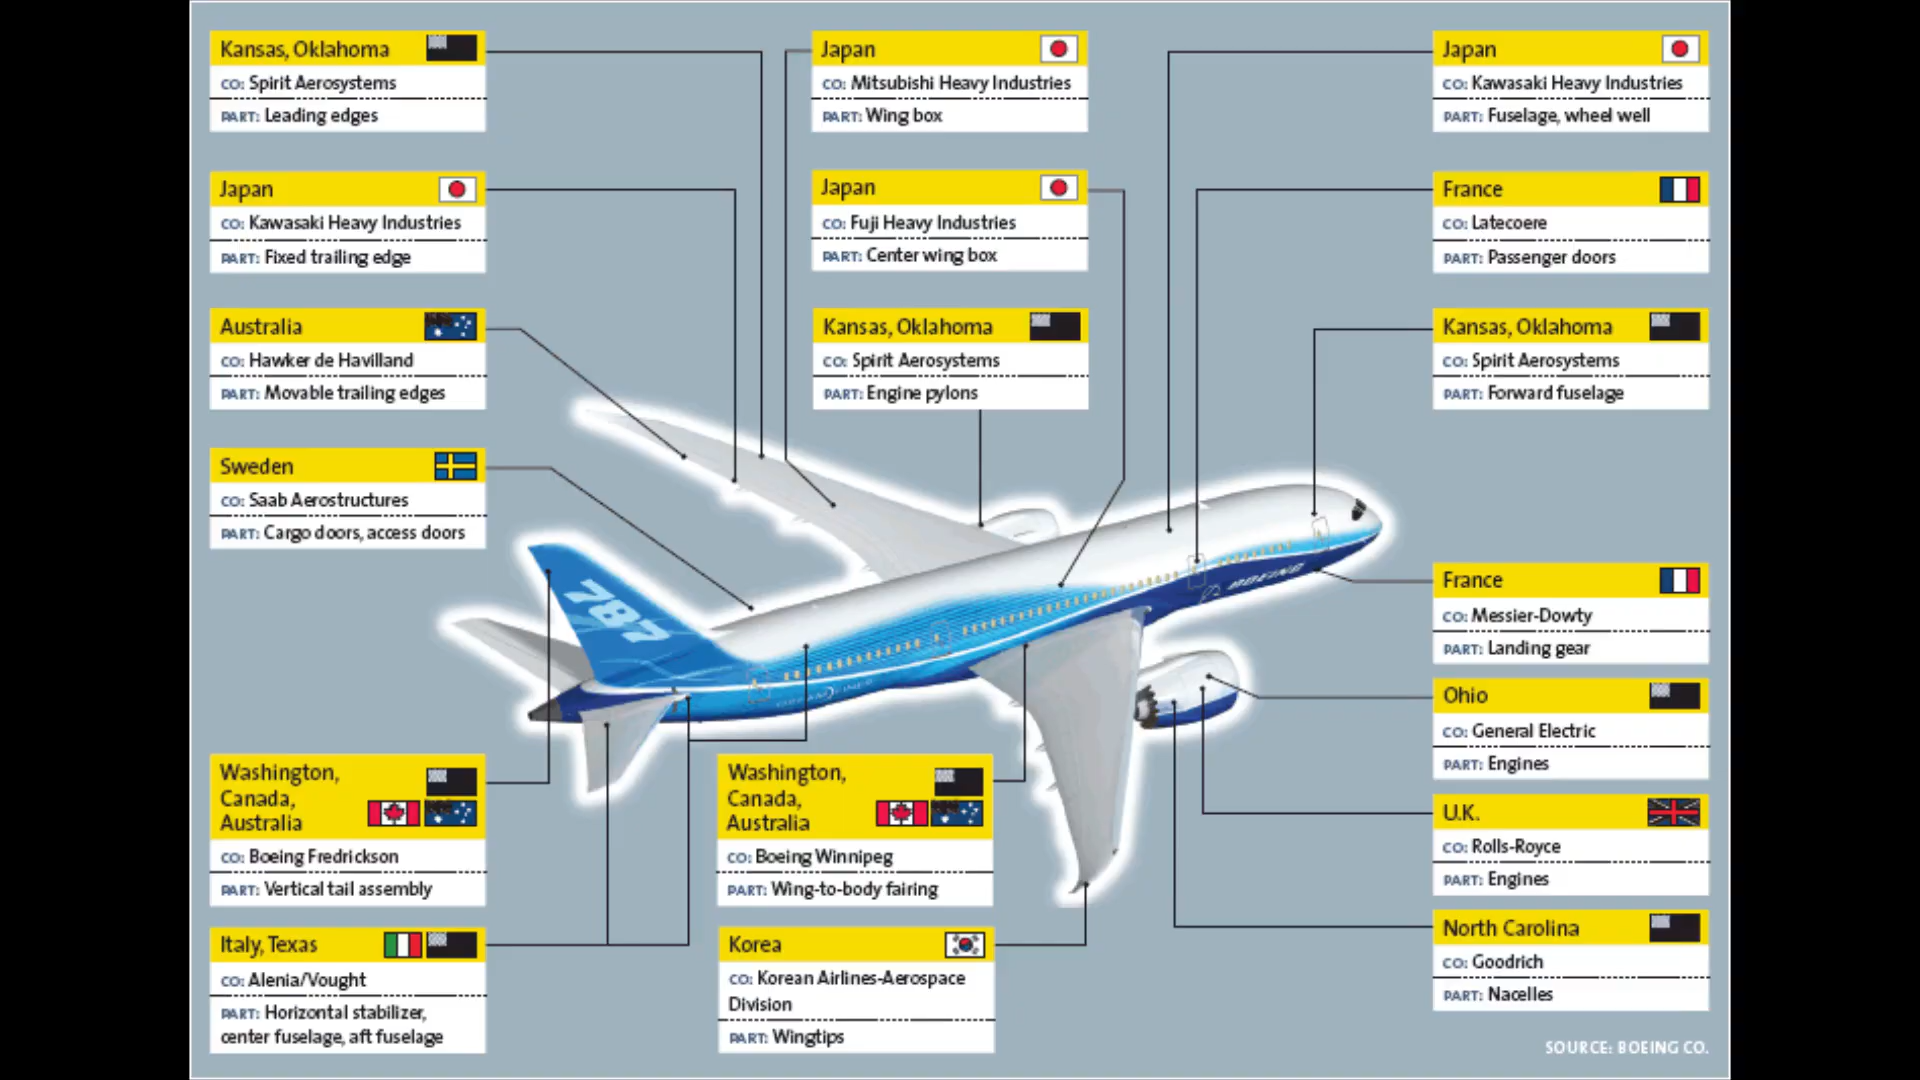 Kansas, Oklahoma
CO: Spirit Aerosystems
PART: Leading edges
Japan
CO: Kawasaki Heavy Industries
PART: Fixed trailing edge
Australia
CO: Hawker de Havilland
PART: Movable trailing edges
Sweden
CO: Saab Aerostructures
PART: Cargo doors, access doors
Japan
CO: Mitsubishi Heavy Industries
PART: Wing box
Japan
CO: Fuji Heavy Industries
PART: Center wing box
Kansas, Oklahoma
CO: Spirit Aerosystems
PART: Engine pylons
Japan
CO: Kawasaki Heavy Industries
PART: Fuselage, wheel well
France
CO: Latecoere
PART: Passenger doors
Kansas, Oklahoma
CO: Spirit Aerosystems
PART: Forward fuselage
787
BOEING
DREAMLINER
France
CO: Messier-Dowty
PART: Landing gear
Ohio
CO: General Electric
PART: Engines
U.K.
CO: Rolls-Royce
PART: Engines
North Carolina
CO: Goodrich
PART: Nacelles
Washington,
Canada,
Australia
CO: Boeing Fredrickson
PART: Vertical tail assembly
Italy, Texas
CO: Alenia/Vought
PART: Horizontal stabilizer,
center fuselage, aft fuselage
Washington,
Canada,
Australia
CO: Boeing Winnipeg
PART: Wing-to-body fairing
Korea
CO: Korean Airlines-Aerospace
Division
PART: Wingtips
SOURCE: BOEING CO.